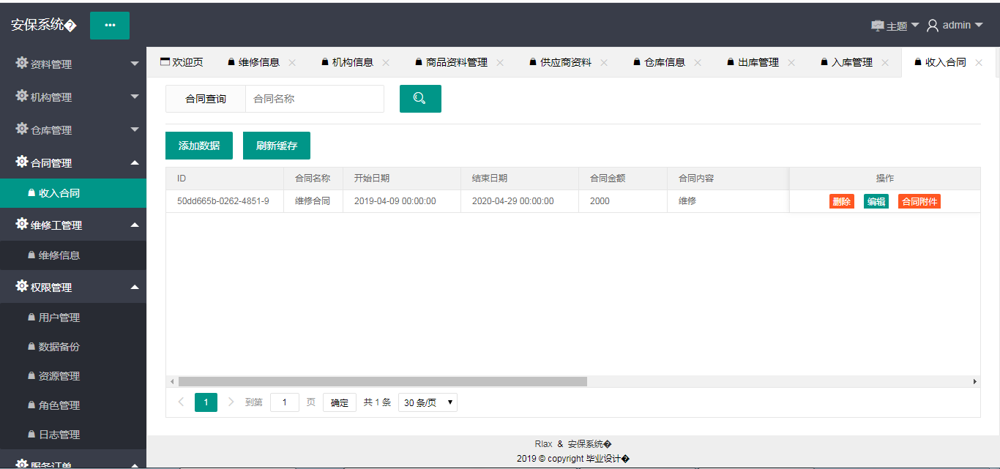 安保系统�
主题 admin
资料管理
机构管理
仓库管理
合同管理
收入合同
维修工管理
维修信息
权限管理
用户管理
数据备份
资源管理
角色管理
日志管理
服务订单
欢迎页 维修信息 机构信息 商品资料管理 供应商资料 仓库信息 出库管理 入库管理 收入合同
合同查询 合同名称
添加数据 刷新缓存
ID 合同名称 开始日期 结束日期 合同金额 合同内容 操作
50dd665b-0262-4851-9 维修合同 2019-04-09 00:00:00 2020-04-29 00:00:00 2000 维修 删除 编辑 合同附件
1 到第 1 页 确定 共 1 条 30 条/页
Rlax & 安保系统�
2019 © copyright 毕业设计�